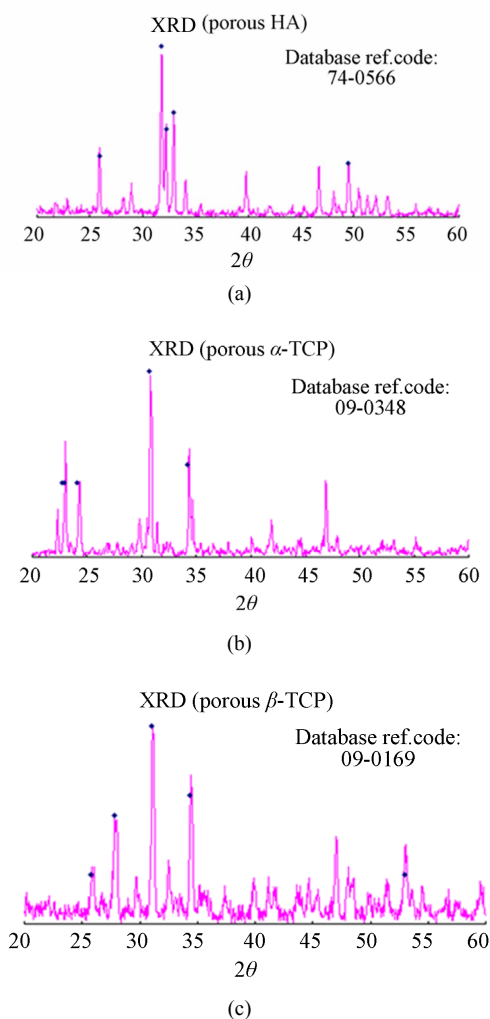 XRD (porous HA)
Database ref.code:
74-0566
20 25 30 35 40 45 50 55 60
2θ
(a)
XRD (porous α-TCP)
Database ref.code:
09-0348
20 25 30 35 40 45 50 55 60
2θ
(b)
XRD (porous β-TCP)
Database ref.code:
09-0169
20 25 30 35 40 45 50 55 60
2θ
(c)